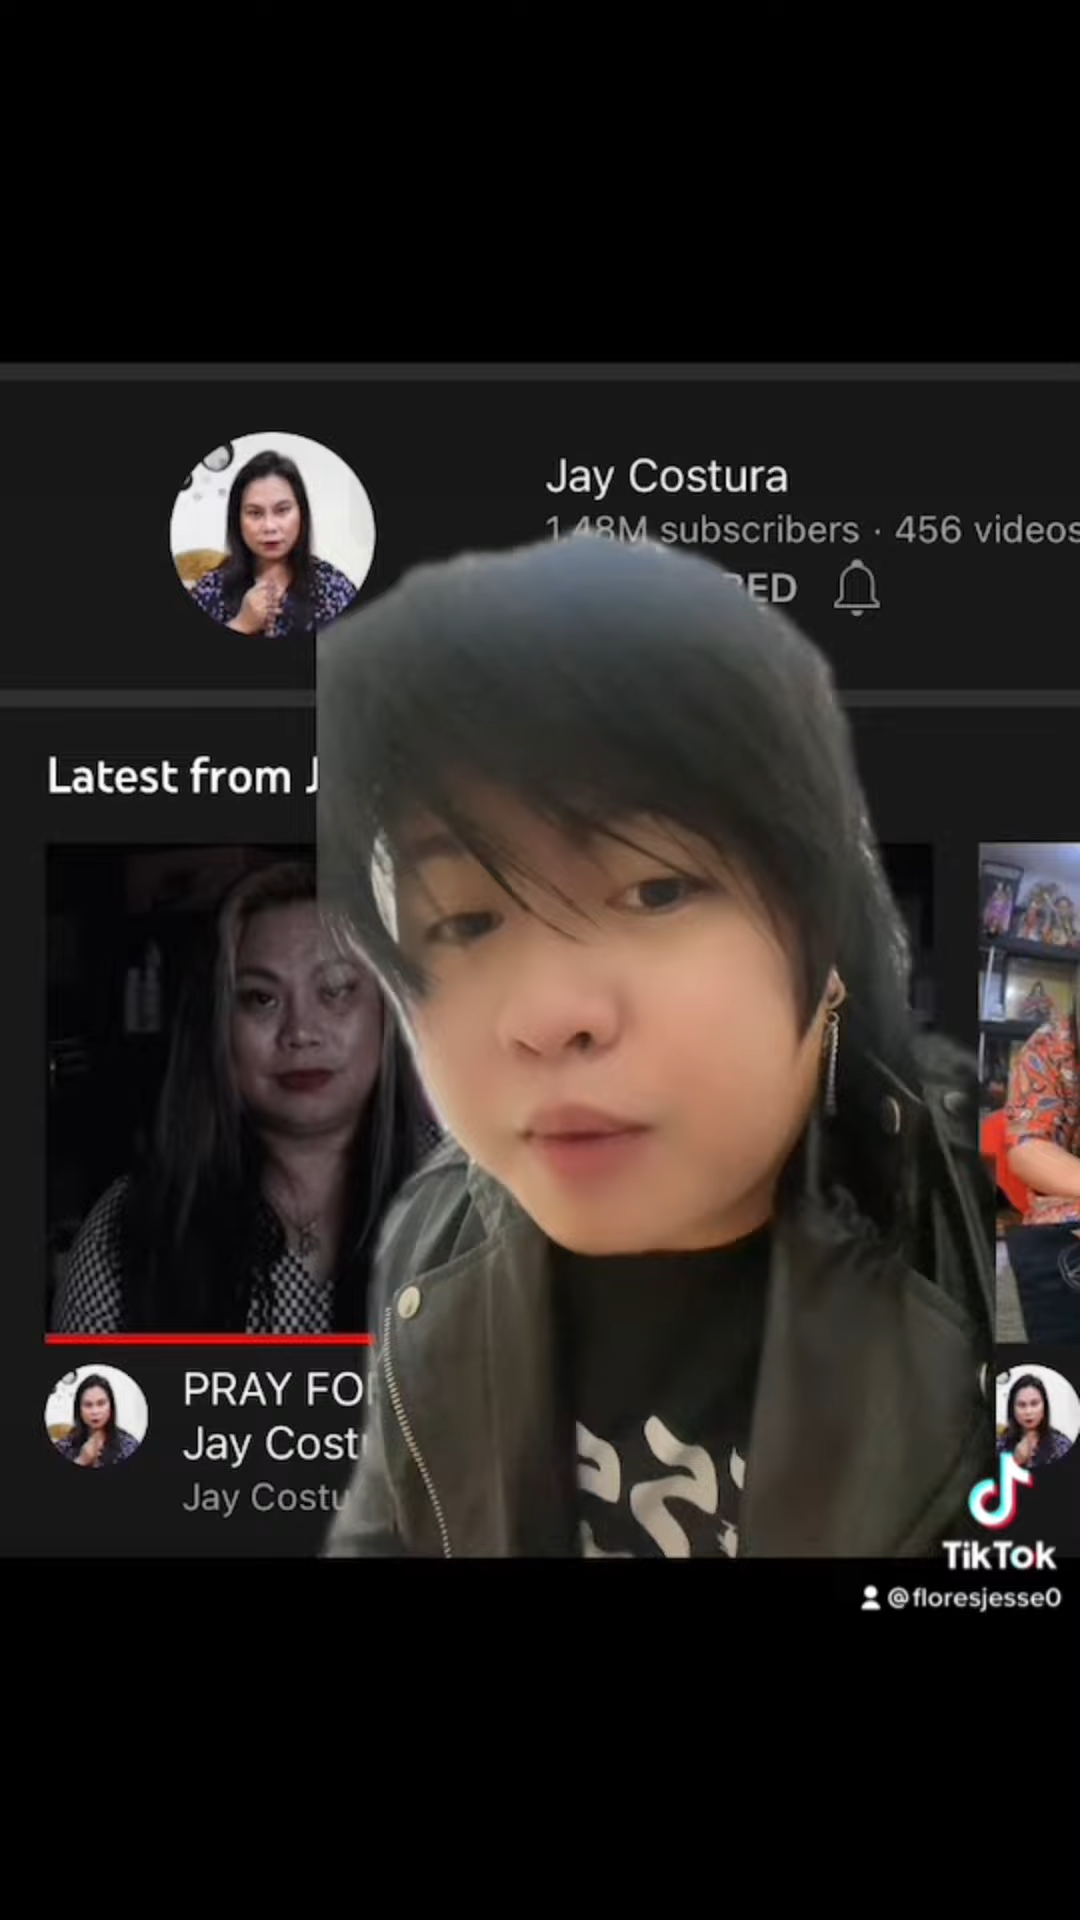 Jay Costura
1.48M subscribers · 456 videos
Latest from
PRAY FO
Jay Cost
Jay Costu
TikTok
@floresjesse0